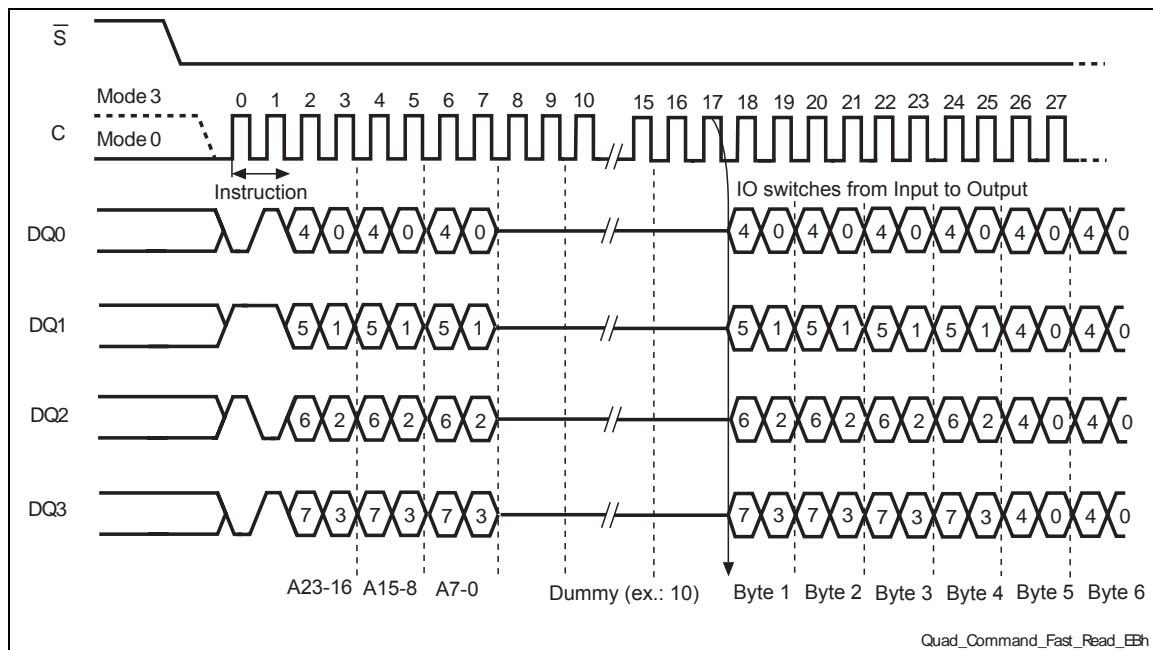 S
Mode 3
C
Mode 0
0 1 2 3 4 5 6 7 8 9 10 15 16 17 18 19 20 21 22 23 24 25 26 27
Instruction
IO switches from Input to Output
DQ0 4 0 4 0 4 0 4 0 4 0 4 0 4 0 4 0 4 0
DQ1 5 1 5 1 5 1 5 1 5 1 5 1 5 1 4 0 4 0
DQ2 6 2 6 2 6 2 6 2 6 2 6 2 6 2 4 0 4 0
DQ3 7 3 7 3 7 3 7 3 7 3 7 3 7 3 4 0 4 0
A23-16 A15-8 A7-0 Dummy (ex.: 10) Byte 1 Byte 2 Byte 3 Byte 4 Byte 5 Byte 6
Quad_Command_Fast_Read_EBh